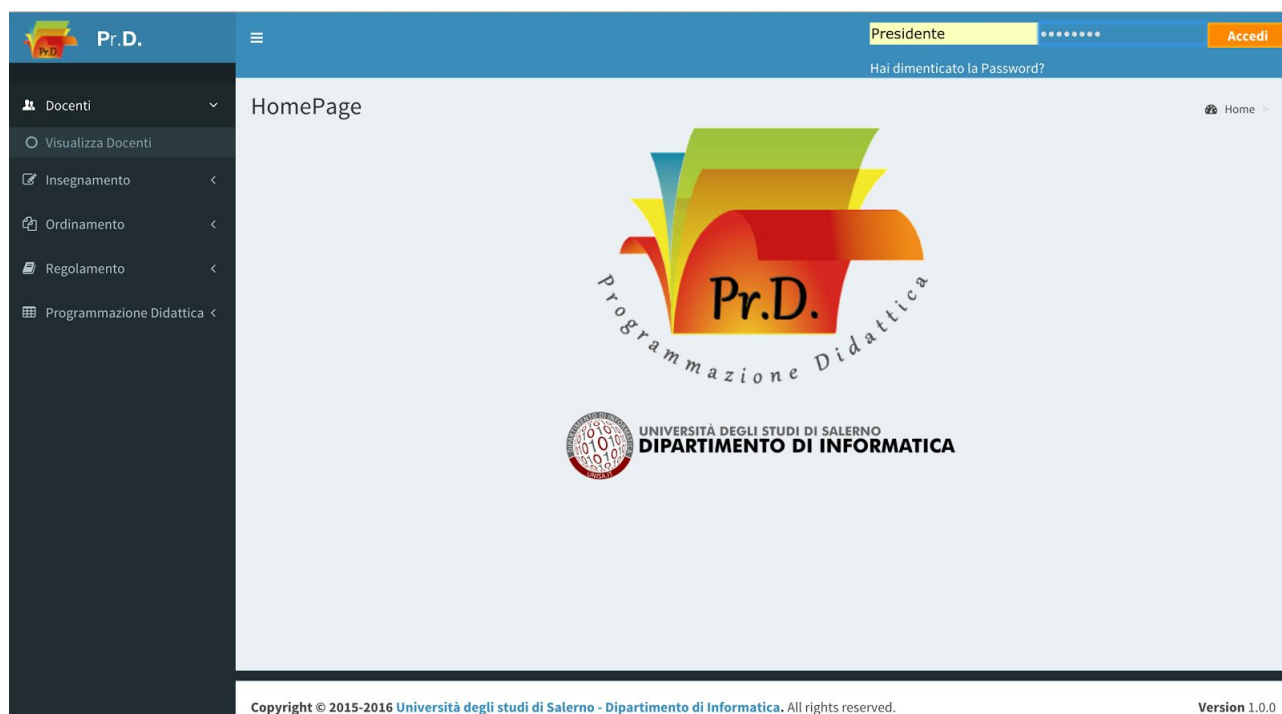 Pr.D.
Pr.D.
Presidente
••••••••
Accedi
Hai dimenticato la Password?
Docenti
Visualizza Docenti
Insegnamento
Ordinamento
Regolamento
Programmazione Didattica
HomePage
Home >
Pr.D.
Programmazione Didattica
UNIVERSITÀ DEGLI STUDI DI SALERNO
DIPARTIMENTO DI INFORMATICA
Copyright © 2015-2016 Università degli studi di Salerno - Dipartimento di Informatica. All rights reserved.
Version 1.0.0